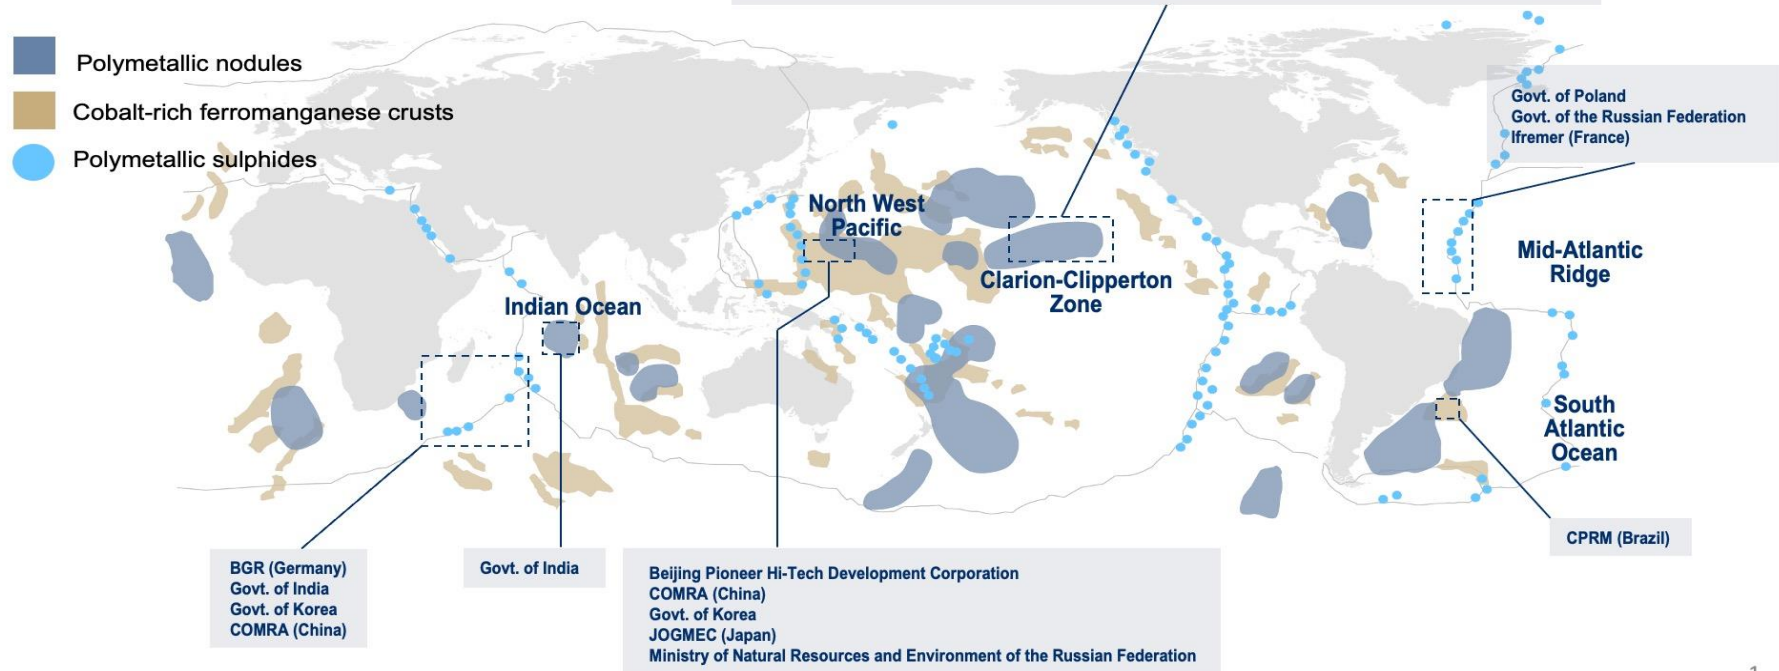 Polymetallic nodules
Cobalt-rich ferromanganese crusts
Polymetallic sulphides
Govt. of Poland
Govt. of the Russian Federation
Ifremer (France)
North West
Pacific
Clarion-Clipperton
Zone
Mid-Atlantic
Ridge
Indian Ocean
South
Atlantic
Ocean
BGR (Germany)
Govt. of India
Govt. of Korea
COMRA (China)
Govt. of India
Beijing Pioneer Hi-Tech Development Corporation
COMRA (China)
Govt. of Korea
JOGMEC (Japan)
Ministry of Natural Resources and Environment of the Russian Federation
CPRM (Brazil)